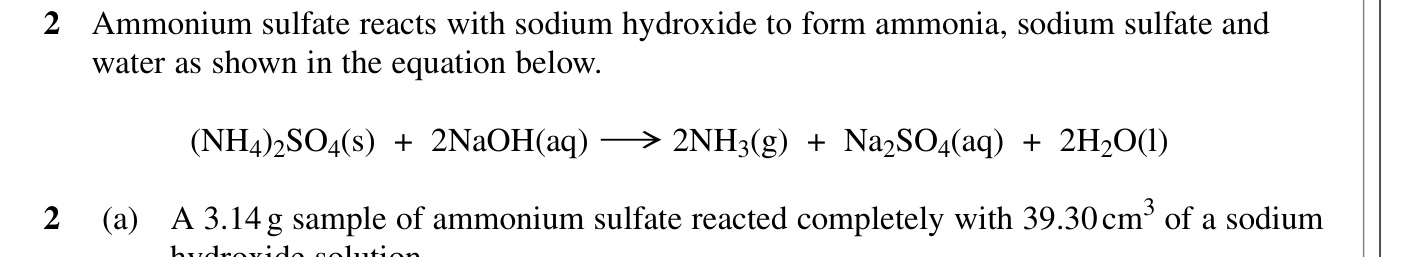 2 Ammonium sulfate reacts with sodium hydroxide to form ammonia, sodium sulfate and
water as shown in the equation below.
(NH₄)₂SO₄(s) + 2NaOH(aq) ⟶ 2NH₃(g) + Na₂SO₄(aq) + 2H₂O(l)
2 (a) A 3.14 g sample of ammonium sulfate reacted completely with 39.30 cm³ of a sodium
hydroxide solution